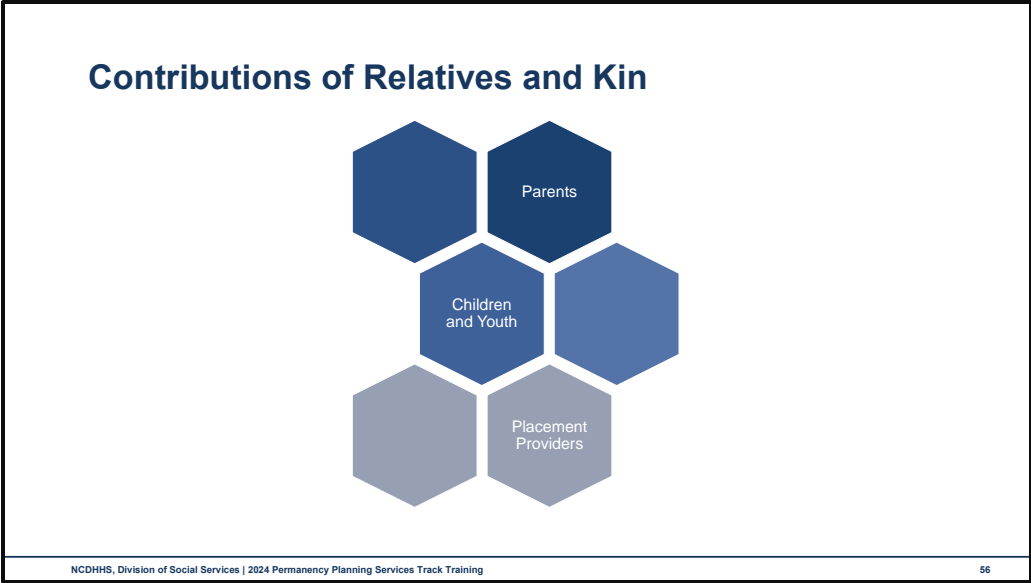 Contributions of Relatives and Kin
Parents
Children
and Youth
Placement
Providers
NCDHHS, Division of Social Services | 2024 Permanency Planning Services Track Training
56